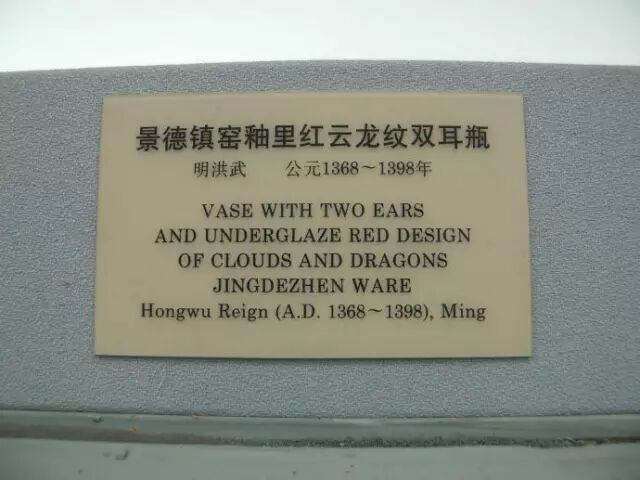 景德镇窑釉里红云龙纹双耳瓶
明洪武 公元1368～1398年
VASE WITH TWO EARS
AND UNDERGLAZE RED DESIGN
OF CLOUDS AND DRAGONS
JINGDEZHEN WARE
Hongwu Reign (A.D. 1368～1398), Ming